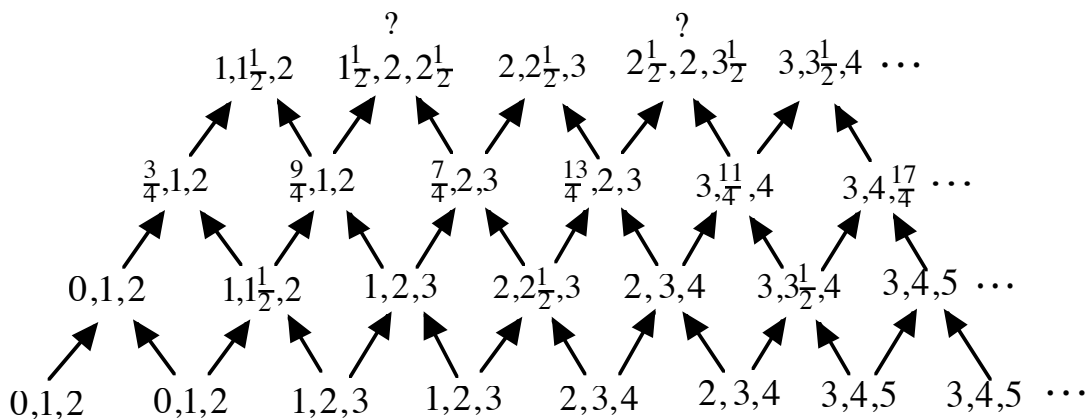 ? ?
1,1½,2 1½,2,2½ 2,2½,3 2½,2,3½ 3,3½,4 ⋯
¾,1,2 9/4,1,2 7/4,2,3 13/4,2,3 3,11/4,4 3,4,17/4 ⋯
0,1,2 1,1½,2 1,2,3 2,2½,3 2,3,4 3,3½,4 3,4,5 ⋯
0,1,2 0,1,2 1,2,3 1,2,3 2,3,4 2,3,4 3,4,5 3,4,5 ⋯